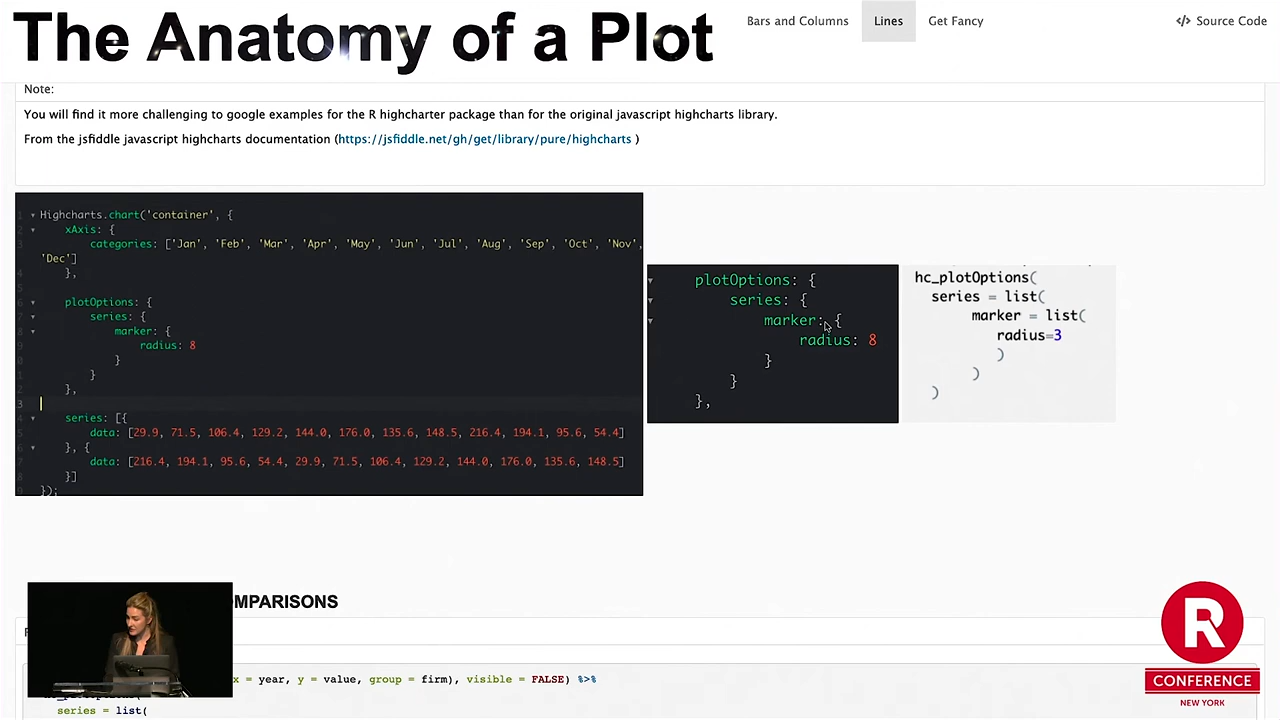 The Anatomy of a Plot
Bars and Columns
Lines
Get Fancy
</> Source Code
Note:
You will find it more challenging to google examples for the R highcharter package than for the original javascript highcharts library.
From the jsfiddle javascript highcharts documentation (https://jsfiddle.net/gh/get/library/pure/highcharts )
Highcharts.chart('container', {
xAxis: {
categories: ['Jan', 'Feb', 'Mar', 'Apr', 'May', 'Jun', 'Jul', 'Aug', 'Sep', 'Oct', 'Nov',
'Dec']
},
plotOptions: {
series: {
marker: {
radius: 8
}
}
},
series: [{
data: [29.9, 71.5, 106.4, 129.2, 144.0, 176.0, 135.6, 148.5, 216.4, 194.1, 95.6, 54.4]
}, {
data: [216.4, 194.1, 95.6, 54.4, 29.9, 71.5, 106.4, 129.2, 144.0, 176.0, 135.6, 148.5]
}]
});
plotOptions: {
series: {
marker: {
radius: 8
}
}
},
hc_plotOptions(
series = list(
marker = list(
radius=3
)
)
)
OMPARISONS
x = year, y = value, group = firm), visible = FALSE) %>%
series = list(
R
CONFERENCE
NEW YORK